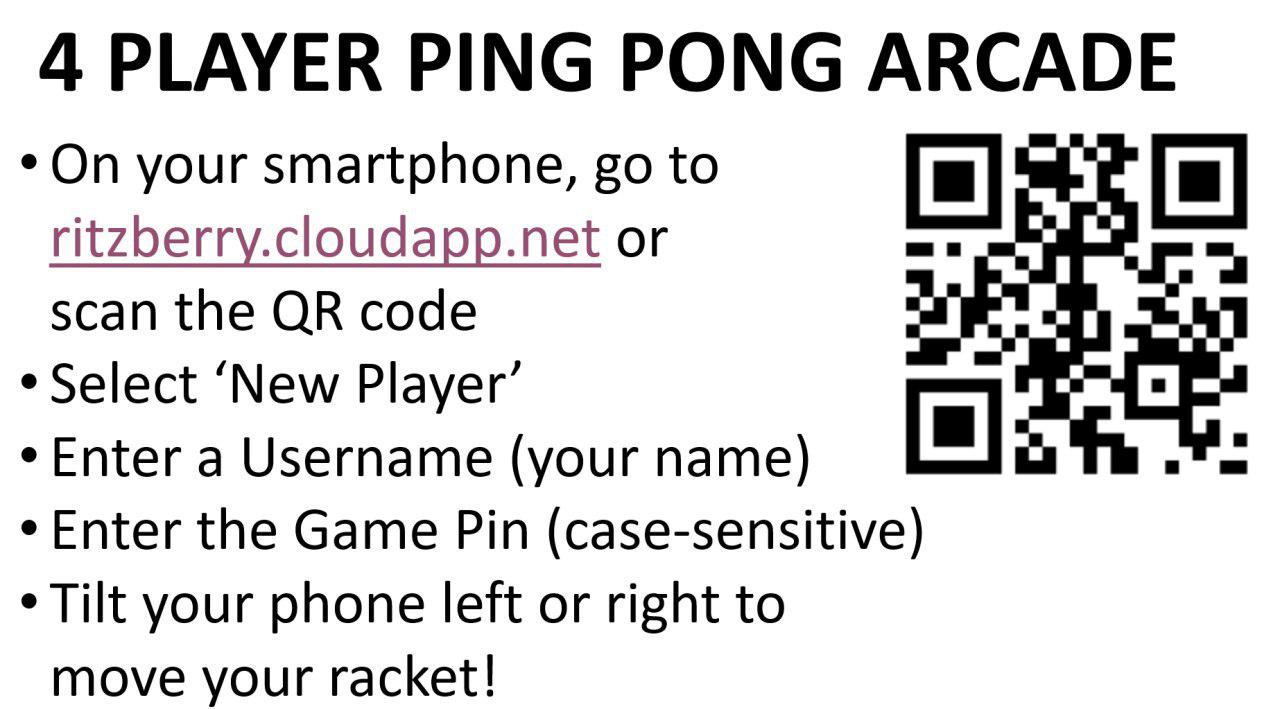 4 PLAYER PING PONG ARCADE
• On your smartphone, go to
ritzberry.cloudapp.net or
scan the QR code
• Select ‘New Player’
• Enter a Username (your name)
• Enter the Game Pin (case-sensitive)
• Tilt your phone left or right to
move your racket!